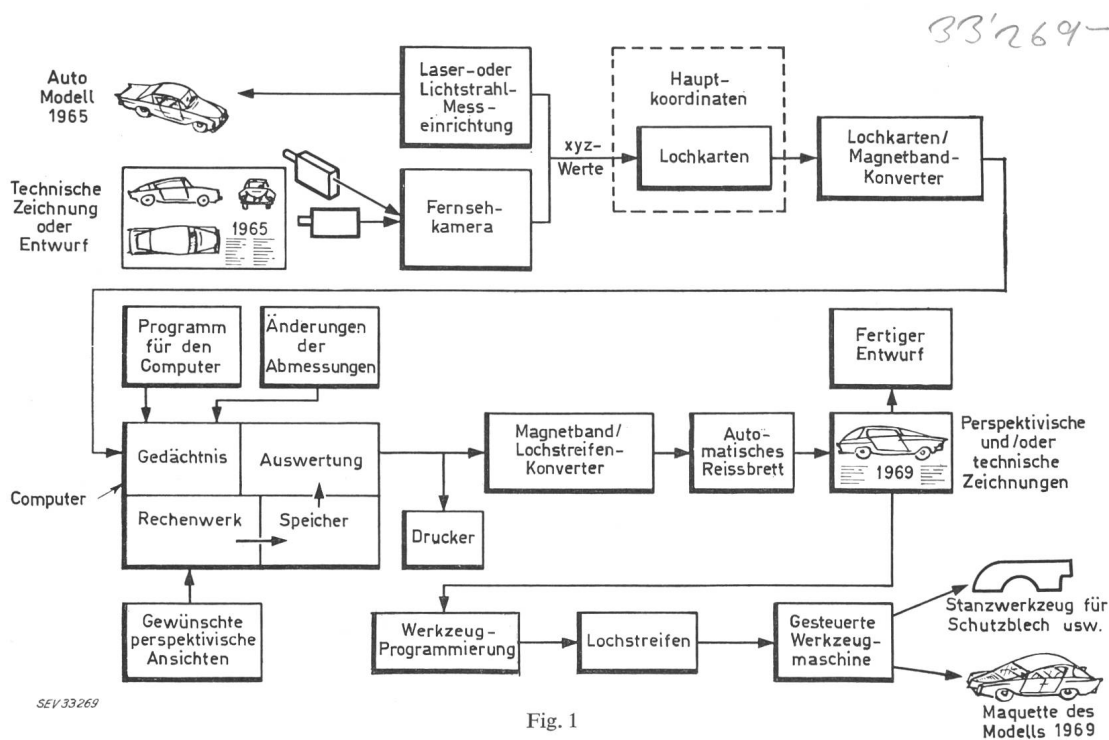 33'269-
Auto
Modell
1965
Laser-oder
Lichtstrahl-
Mess-
einrichtung
Haupt-
koordinaten
xyz-
Werte
Lochkarten
Lochkarten/
Magnetband-
Konverter
Technische
Zeichnung
oder
Entwurf
1965
Fernseh-
kamera
Programm
für den
Computer
Änderungen
der
Abmessungen
Fertiger
Entwurf
Gedächtnis
Auswertung
Computer
Rechenwerk
Speicher
Magnetband/
Lochstreifen-
Konverter
Auto-
matisches
Reissbrett
1969
Perspektivische
und/oder
technische
Zeichnungen
Drucker
Gewünschte
perspektivische
Ansichten
Werkzeug-
Programmierung
Lochstreifen
Gesteuerte
Werkzeug-
maschine
Stanzwerkzeug für
Schutzblech usw.
Maquette des
Modells 1969
SEV 33269
Fig. 1